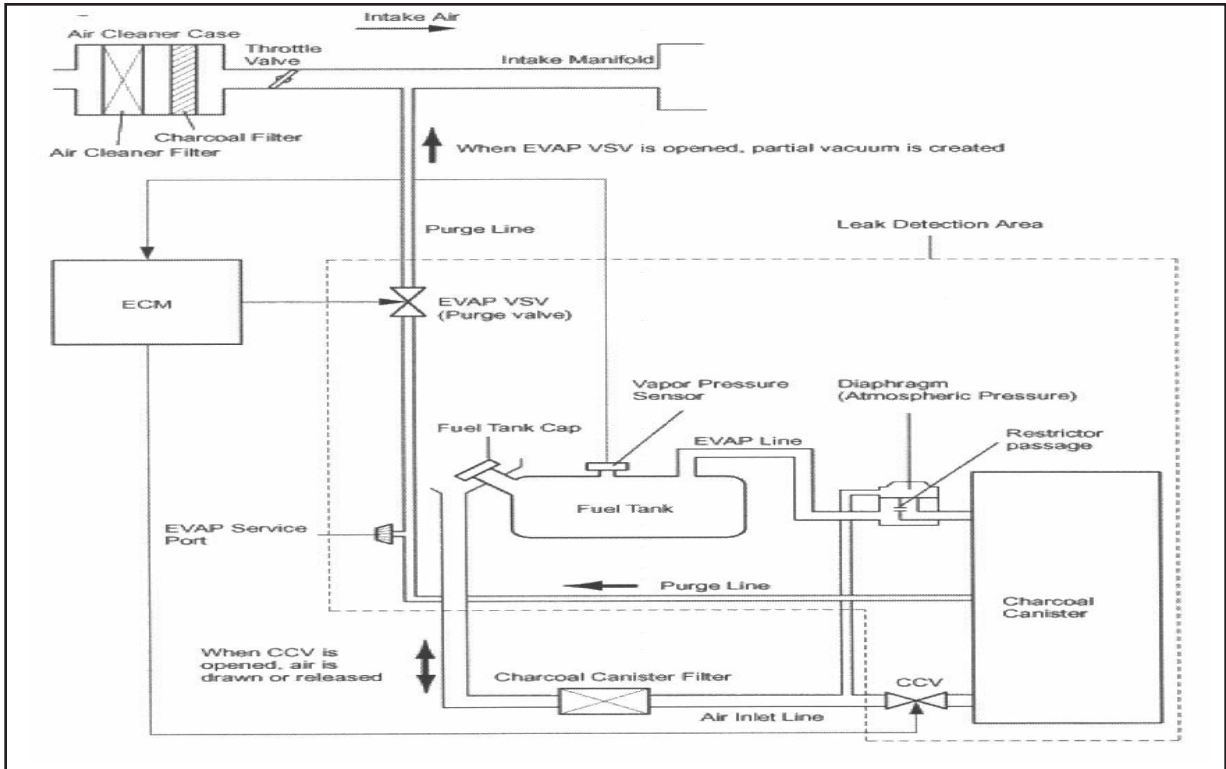 Intake Air
Air Cleaner Case
Throttle
Valve
Intake Manifold
Charcoal Filter
Air Cleaner Filter
When EVAP VSV is opened, partial vacuum is created
Purge Line
Leak Detection Area
ECM
EVAP VSV
(Purge valve)
Vapor Pressure
Sensor
Diaphragm
(Atmospheric Pressure)
Fuel Tank Cap
EVAP Line
Restrictor
passage
Fuel Tank
EVAP Service
Port
Purge Line
Charcoal
Canister
When CCV is
opened, air is
drawn or released
Charcoal Canister Filter
CCV
Air Inlet Line